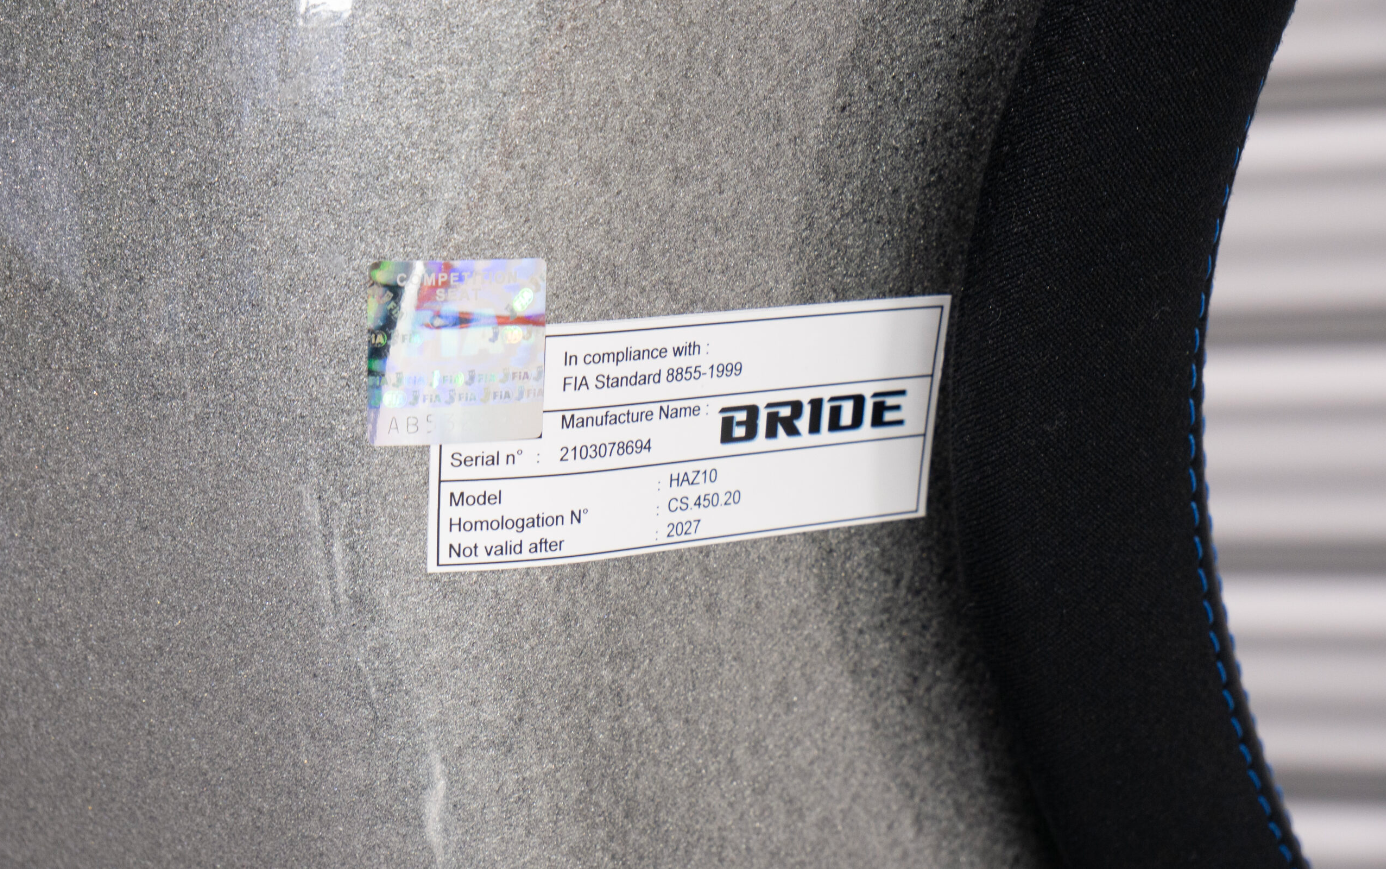 COMPETITION
SEAT
FIA
In compliance with :
FIA Standard 8855-1999
Manufacture Name : BRIDE
Serial n° : 2103078694
Model : HAZ10
Homologation N° : CS.450.20
Not valid after : 2027